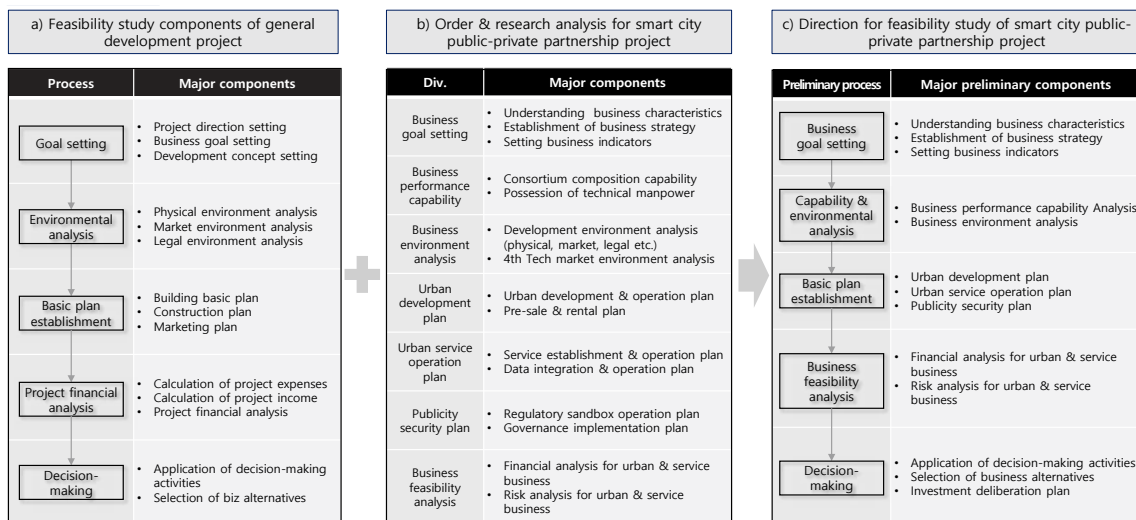 a) Feasibility study components of general
development project
Process
Major components
Goal setting
• Project direction setting
• Business goal setting
• Development concept setting
Environmental
analysis
• Physical environment analysis
• Market environment analysis
• Legal environment analysis
Basic plan
establishment
• Building basic plan
• Construction plan
• Marketing plan
Project financial
analysis
• Calculation of project expenses
• Calculation of project income
• Project financial analysis
Decision-
making
• Application of decision-making
activities
• Selection of biz alternatives
b) Order & research analysis for smart city
public-private partnership project
Div.
Major components
Business
goal setting
• Understanding business characteristics
• Establishment of business strategy
• Setting business indicators
Business
performance
capability
• Consortium composition capability
• Possession of technical manpower
Business
environment
analysis
• Development environment analysis
(physical, market, legal etc.)
• 4th Tech market environment analysis
Urban
development
plan
• Urban development & operation plan
• Pre-sale & rental plan
Urban service
operation
plan
• Service establishment & operation plan
• Data integration & operation plan
Publicity
security plan
• Regulatory sandbox operation plan
• Governance implementation plan
Business
feasibility
analysis
• Financial analysis for urban & service
business
• Risk analysis for urban & service
business
c) Direction for feasibility study of smart city public-
private partnership project
Preliminary process
Major preliminary components
Business
goal setting
• Understanding business characteristics
• Establishment of business strategy
• Setting business indicators
Capability &
environmental
analysis
• Business performance capability Analysis
• Business environment analysis
Basic plan
establishment
• Urban development plan
• Urban service operation plan
• Publicity security plan
Business
feasibility
analysis
• Financial analysis for urban & service
business
• Risk analysis for urban & service
business
Decision-
making
• Application of decision-making activities
• Selection of business alternatives
• Investment deliberation plan